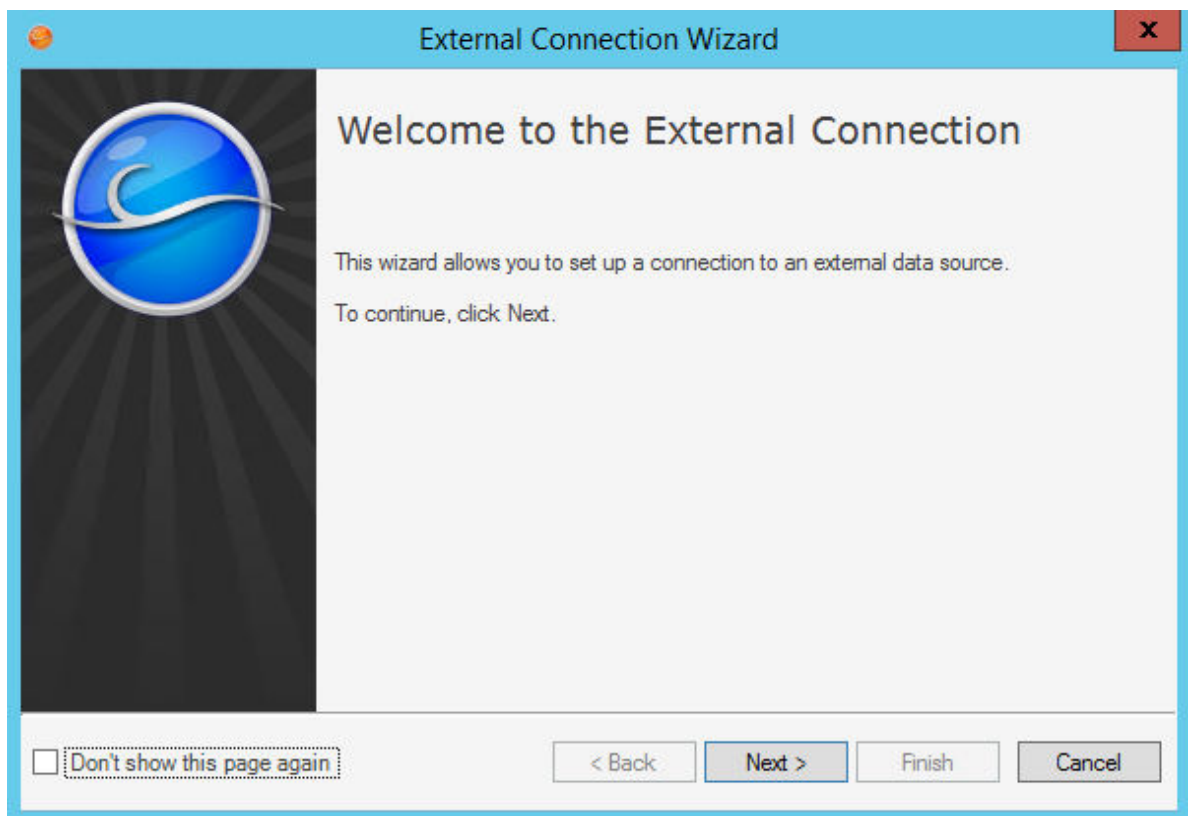 External Connection Wizard
x
Welcome to the External Connection
This wizard allows you to set up a connection to an external data source.
To continue, click Next.
Don't show this page again
< Back
Next >
Finish
Cancel